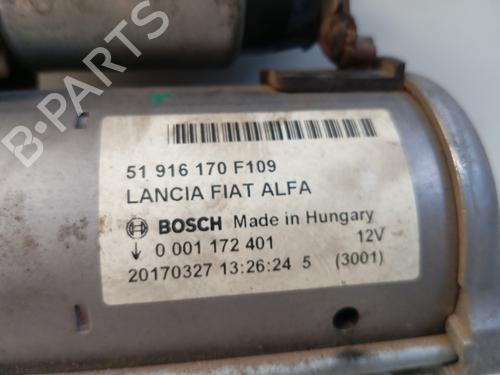 B-PARTS
51 916 170 F109
LANCIA FIAT ALFA
BOSCH Made in Hungary
↓ 0 001 172 401 12V
20170327 13:26:24 5 (3001)